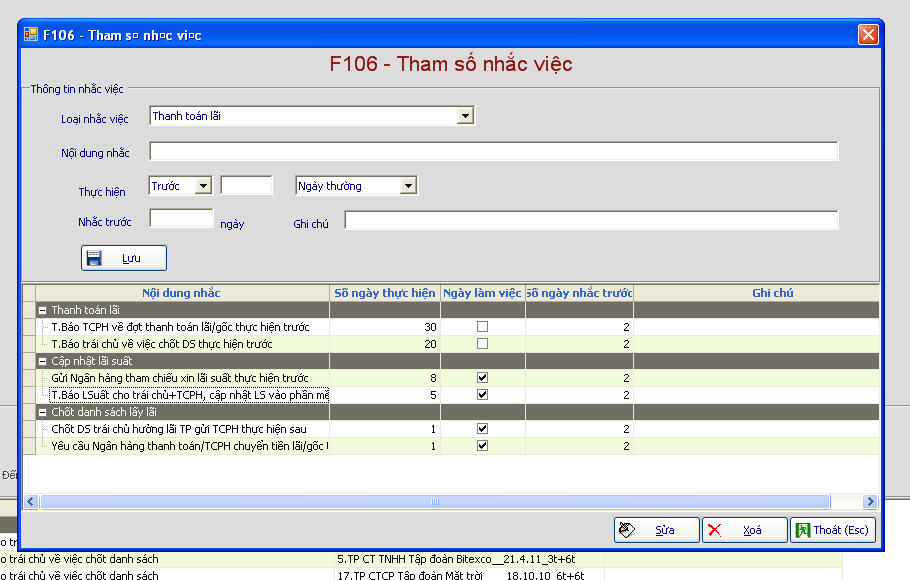 F106 - Tham s¤ nh¤c vi¤c
F106 - Tham số nhắc việc
Thông tin nhắc việc
Loại nhắc việc Thanh toán lãi
Nội dung nhắc
Thực hiện Trước Ngày thường
Nhắc trước ngày Ghi chú
Lưu
Nội dung nhắc Số ngày thực hiện Ngày làm việc Số ngày nhắc trước Ghi chú
Thanh toán lãi
T.Báo TCPH về đợt thanh toán lãi/gốc thực hiện trước 30 2
T.Báo trái chủ về việc chốt DS thực hiện trước 20 2
Cập nhật lãi suất
Gửi Ngân hàng tham chiếu xin lãi suất thực hiện trước 8 2
T.Báo LSuất cho trái chủ+TCPH, cập nhật LS vào phần mề 5 2
Chốt danh sách lấy lãi
Chốt DS trái chủ hưởng lãi TP gửi TCPH thực hiện sau 1 2
Yêu cầu Ngân hàng thanh toán/TCPH chuyển tiền lãi/gốc 1 2
Đến
Sửa Xoá Thoát (Esc)
o trái chủ về việc chốt danh sách 5.TP CT TNHH Tập đoàn Bitexco__21.4.11_3t+6t
o trái chủ về việc chốt danh sách 17.TP CTCP Tập đoàn Mặt trời__18.10.10_6t+6t